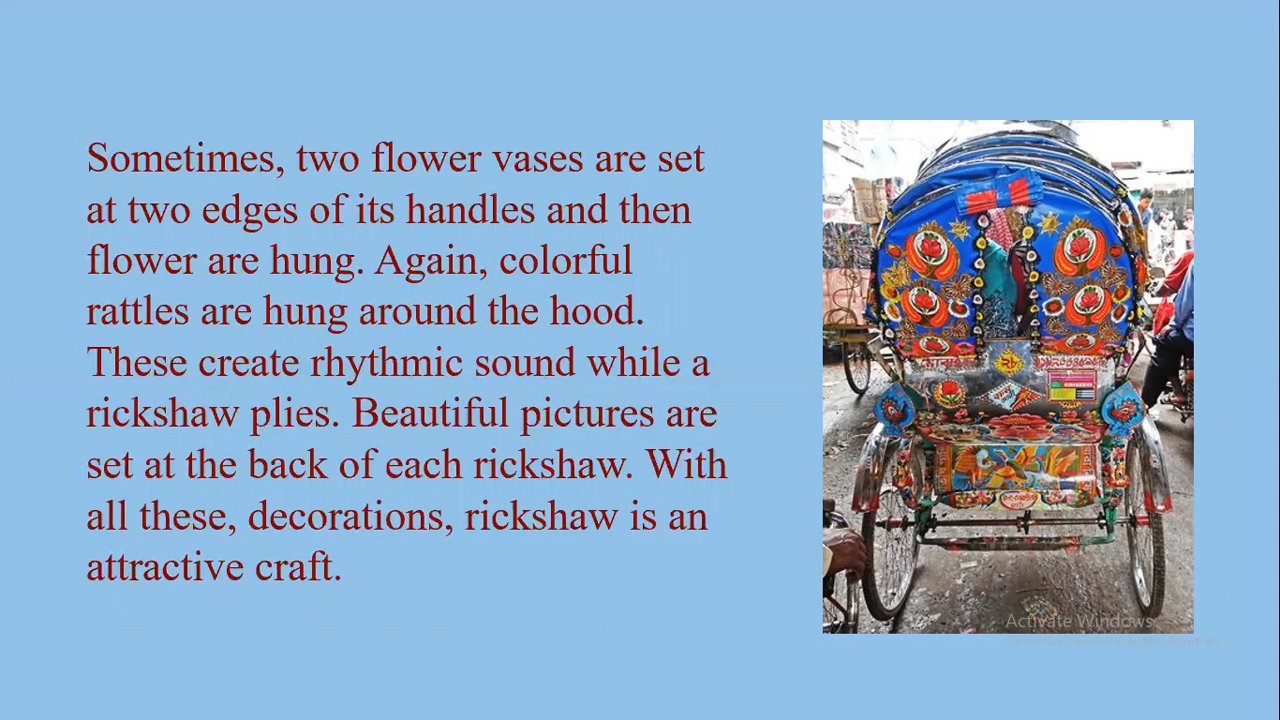 Sometimes, two flower vases are set
at two edges of its handles and then
flower are hung. Again, colorful
rattles are hung around the hood.
These create rhythmic sound while a
rickshaw plies. Beautiful pictures are
set at the back of each rickshaw. With
all these, decorations, rickshaw is an
attractive craft.
Activate Windows